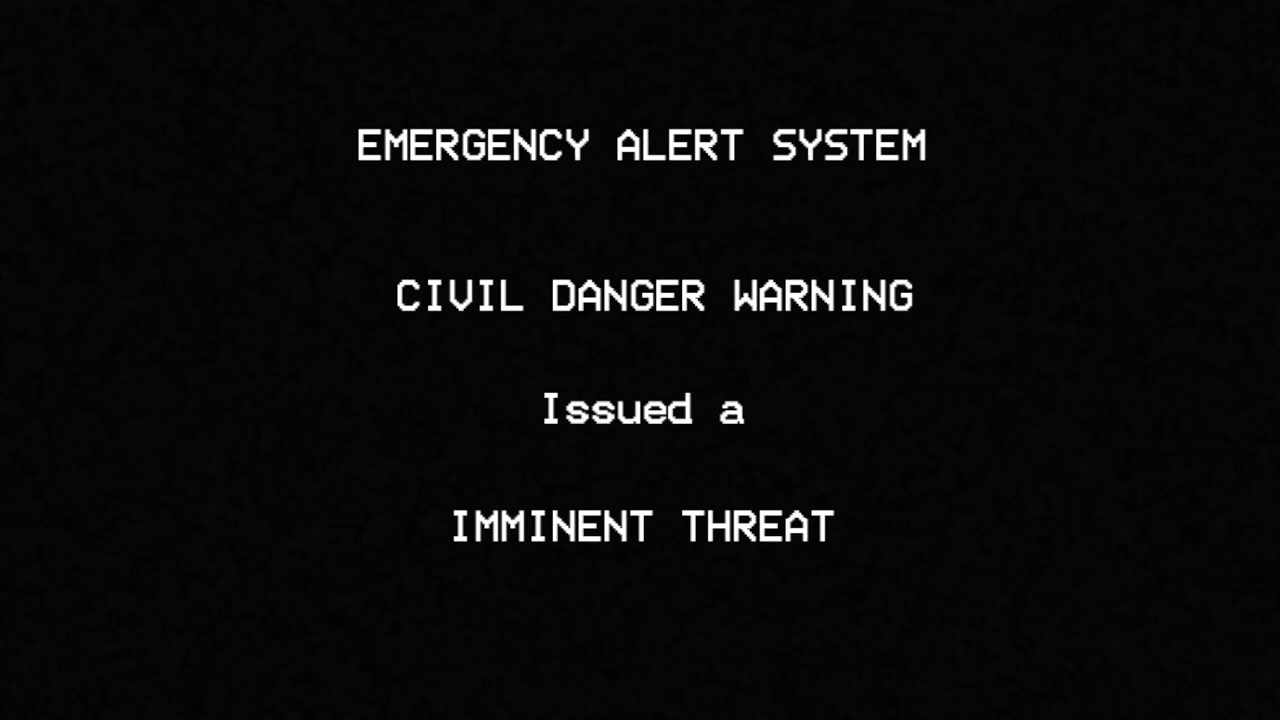 EMERGENCY ALERT SYSTEM
CIVIL DANGER WARNING
Issued a
IMMINENT THREAT